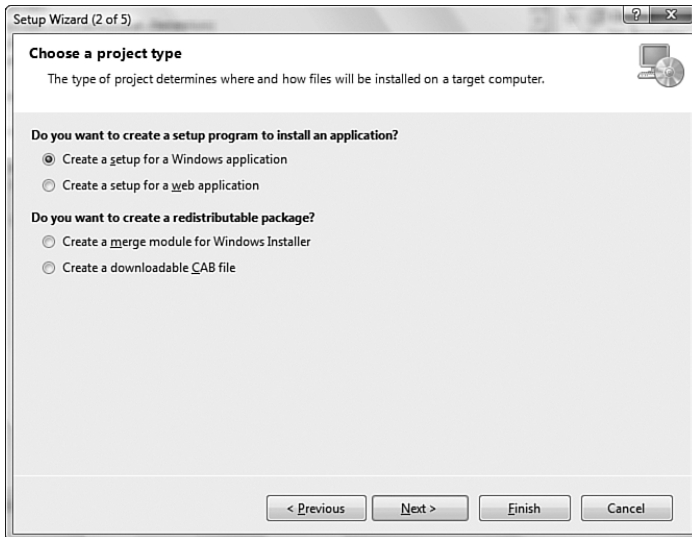 Setup Wizard (2 of 5)
Choose a project type
The type of project determines where and how files will be installed on a target computer.
Do you want to create a setup program to install an application?
Create a setup for a Windows application
Create a setup for a web application
Do you want to create a redistributable package?
Create a merge module for Windows Installer
Create a downloadable CAB file
< Previous
Next >
Finish
Cancel